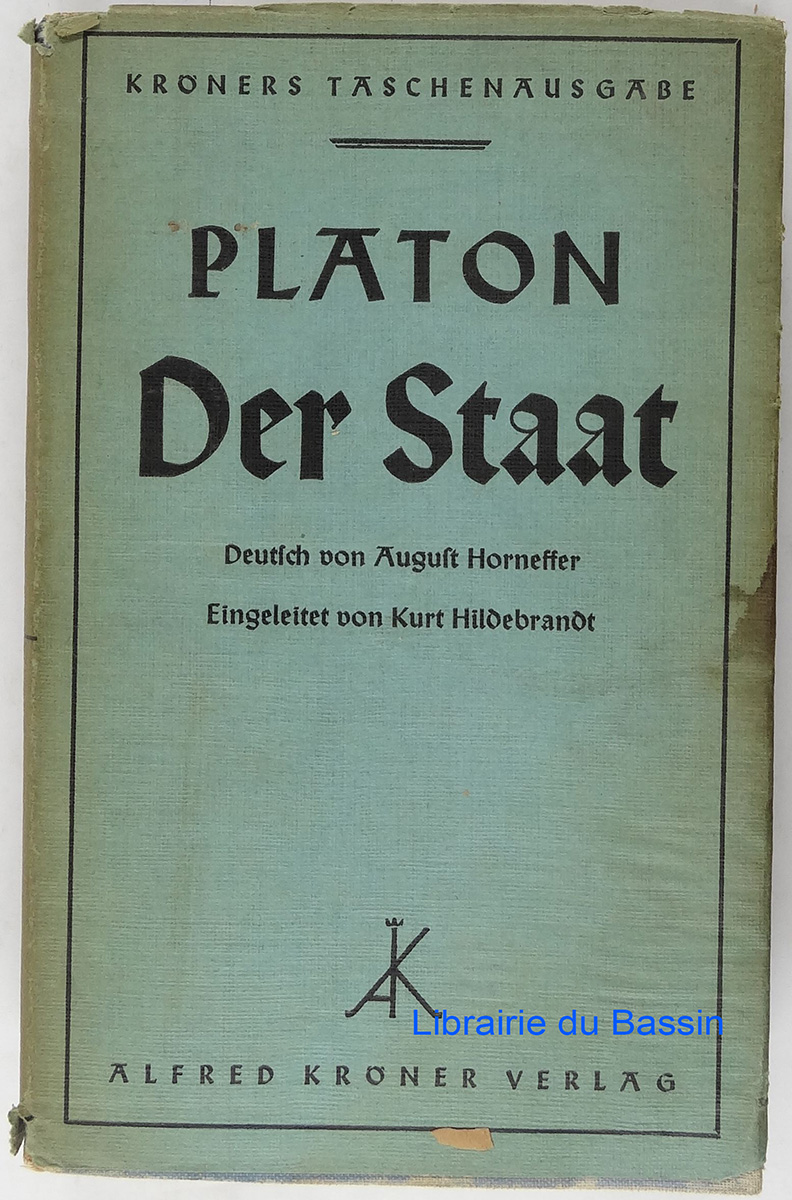 KRÖNERS TASCHENAUSGABE
PLATON
Der Staat
Deutſch von Auguſt Horneffer
Eingeleitet von Kurt Hildebrandt
AK
Librairie du Bassin
ALFRED KRÖNER VERLAG